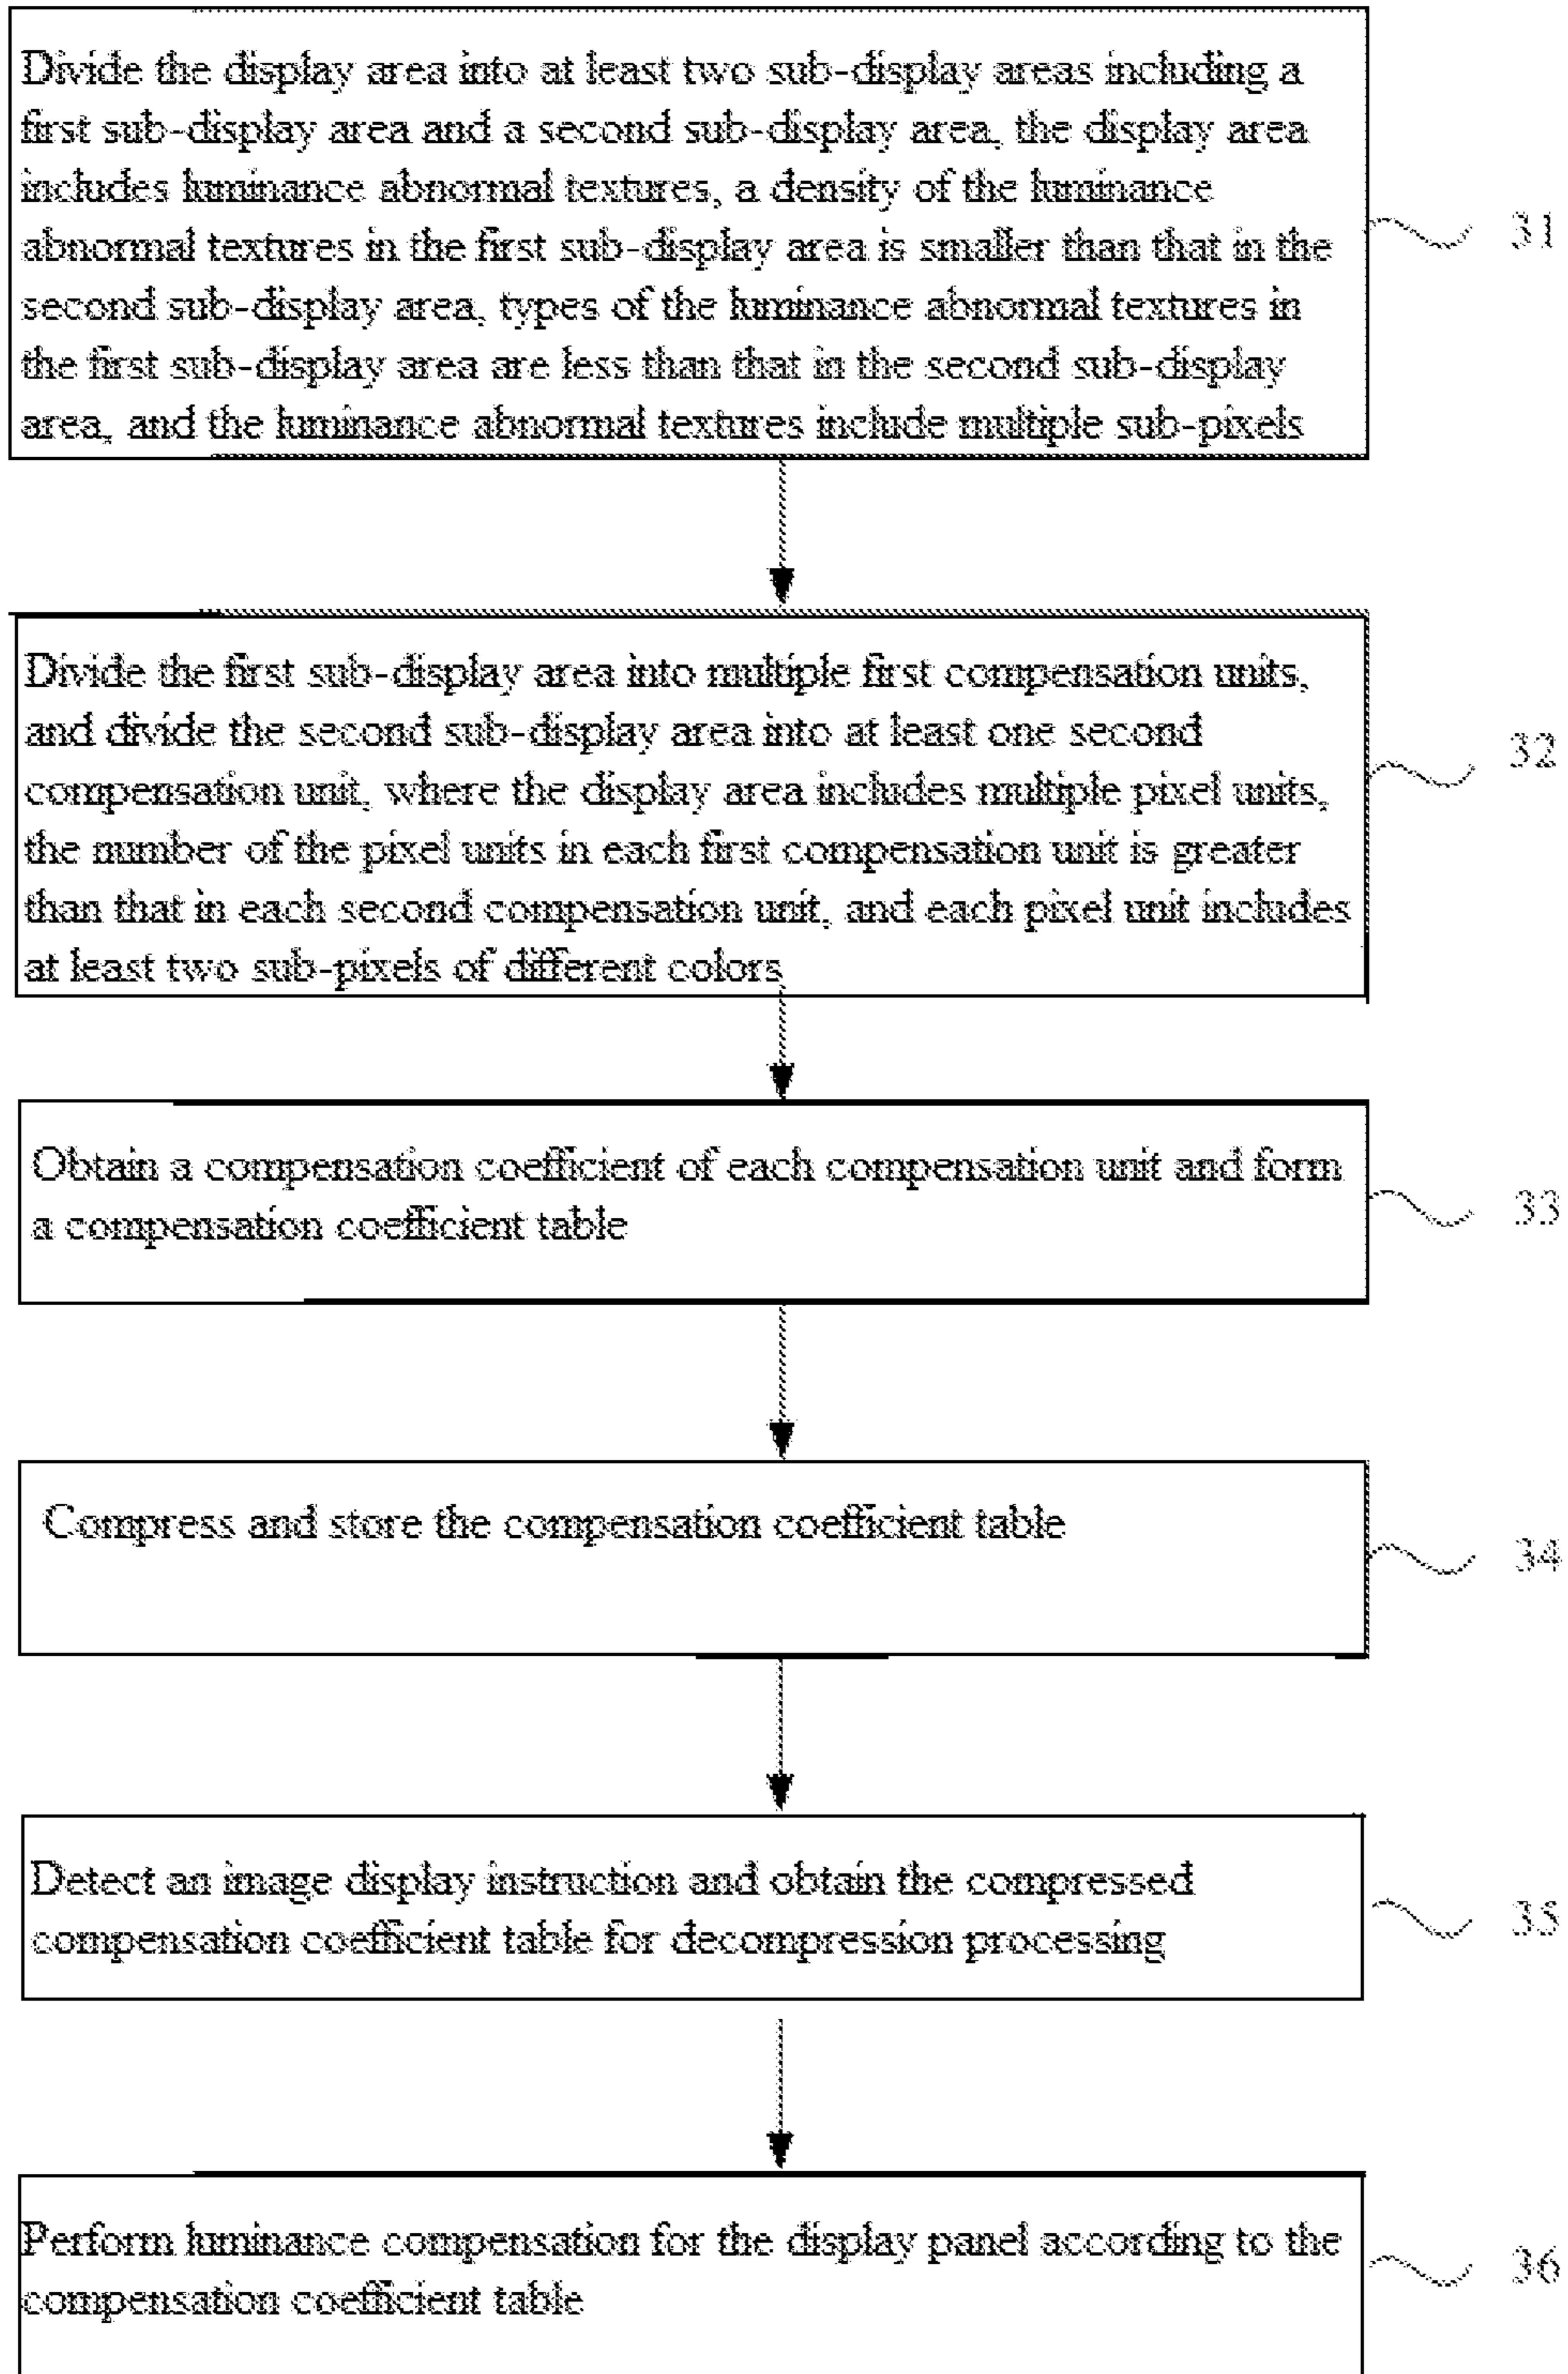 Divide the display area into at least two sub-display areas including a
first sub-display area and a second sub-display area, the display area
includes luminance abnormal textures, a density of the luminance
abnormal textures in the first sub-display area is smaller than that in the
second sub-display area, types of the luminance abnormal textures in
the first sub-display area are less than that in the second sub-display
area, and the luminance abnormal textures include multiple sub-pixels
31
Divide the first sub-display area into multiple first compensation units,
and divide the second sub-display area into at least one second
compensation unit, where the display area includes multiple pixel units,
the number of the pixel units in each first compensation unit is greater
than that in each second compensation unit, and each pixel unit includes
at least two sub-pixels of different colors
32
Obtain a compensation coefficient of each compensation unit and form
a compensation coefficient table
33
Compress and store the compensation coefficient table
34
Detect an image display instruction and obtain the compressed
compensation coefficient table for decompression processing
35
Perform luminance compensation for the display panel according to the
compensation coefficient table
36